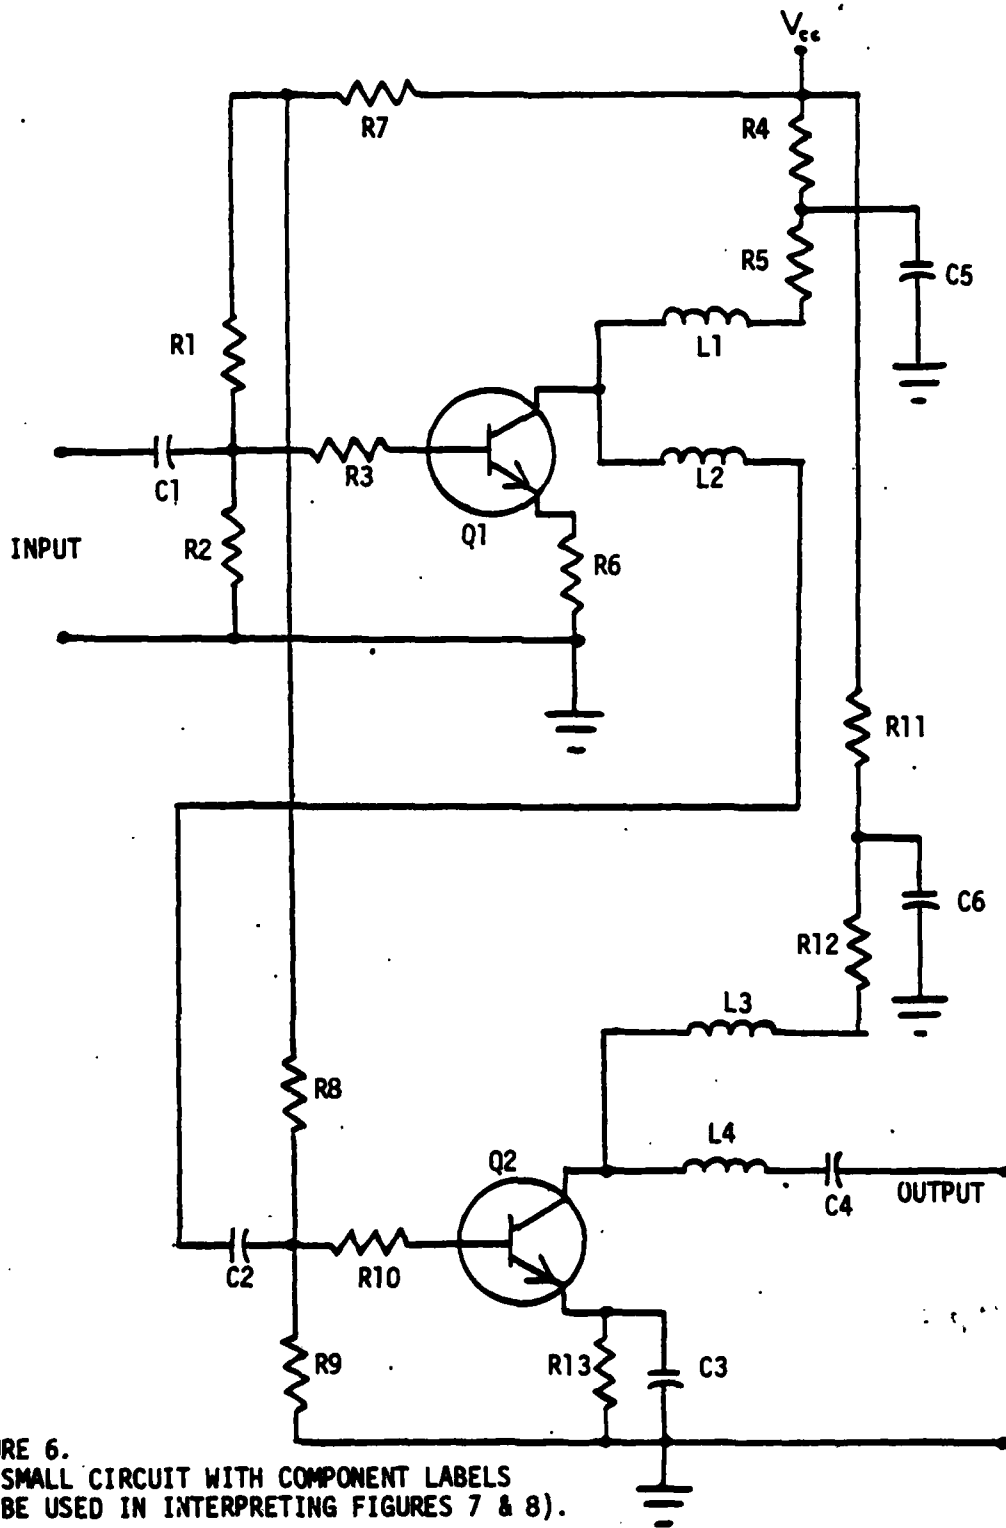 Vcc
R7
R4
R5
C5
R1
L1
R3
L2
C1
Q1
INPUT
R2
R6
R11
C6
R12
L3
R8
L4
Q2
C4
OUTPUT
C2
R10
R9
R13
C3
RE 6.
SMALL CIRCUIT WITH COMPONENT LABELS
BE USED IN INTERPRETING FIGURES 7 & 8).